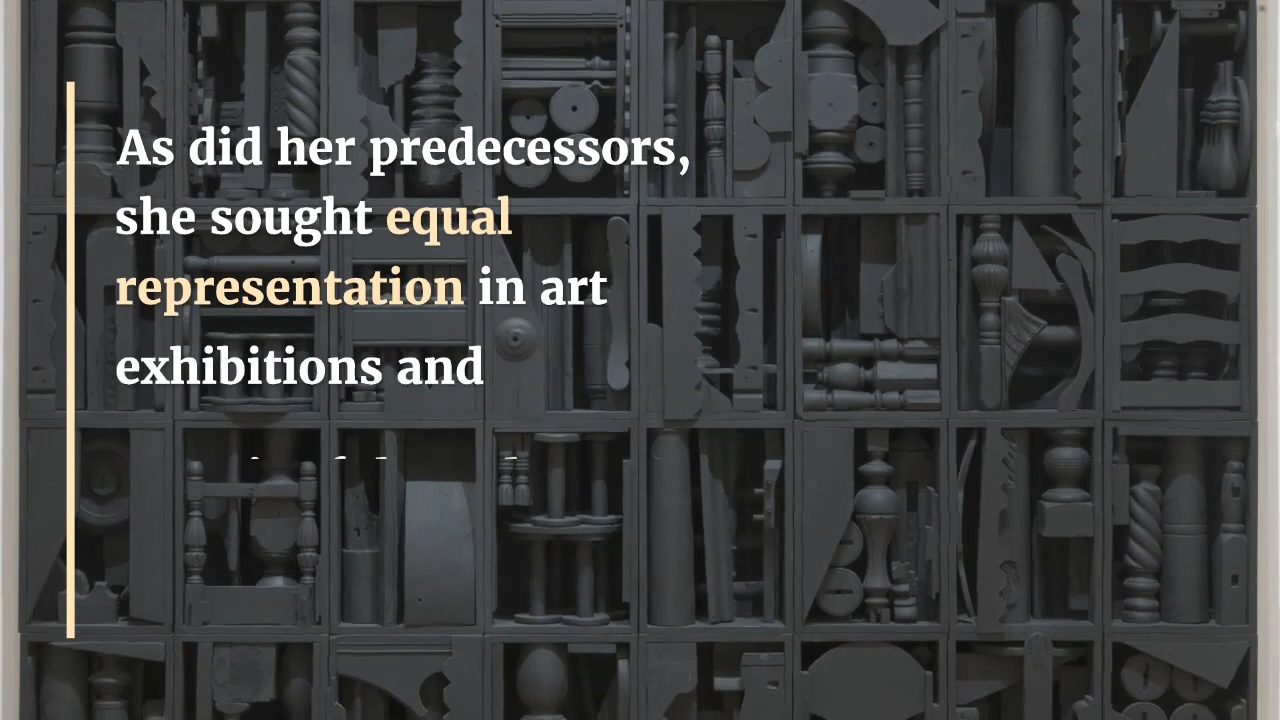 As did her predecessors,
she sought equal
representation in art
exhibitions and